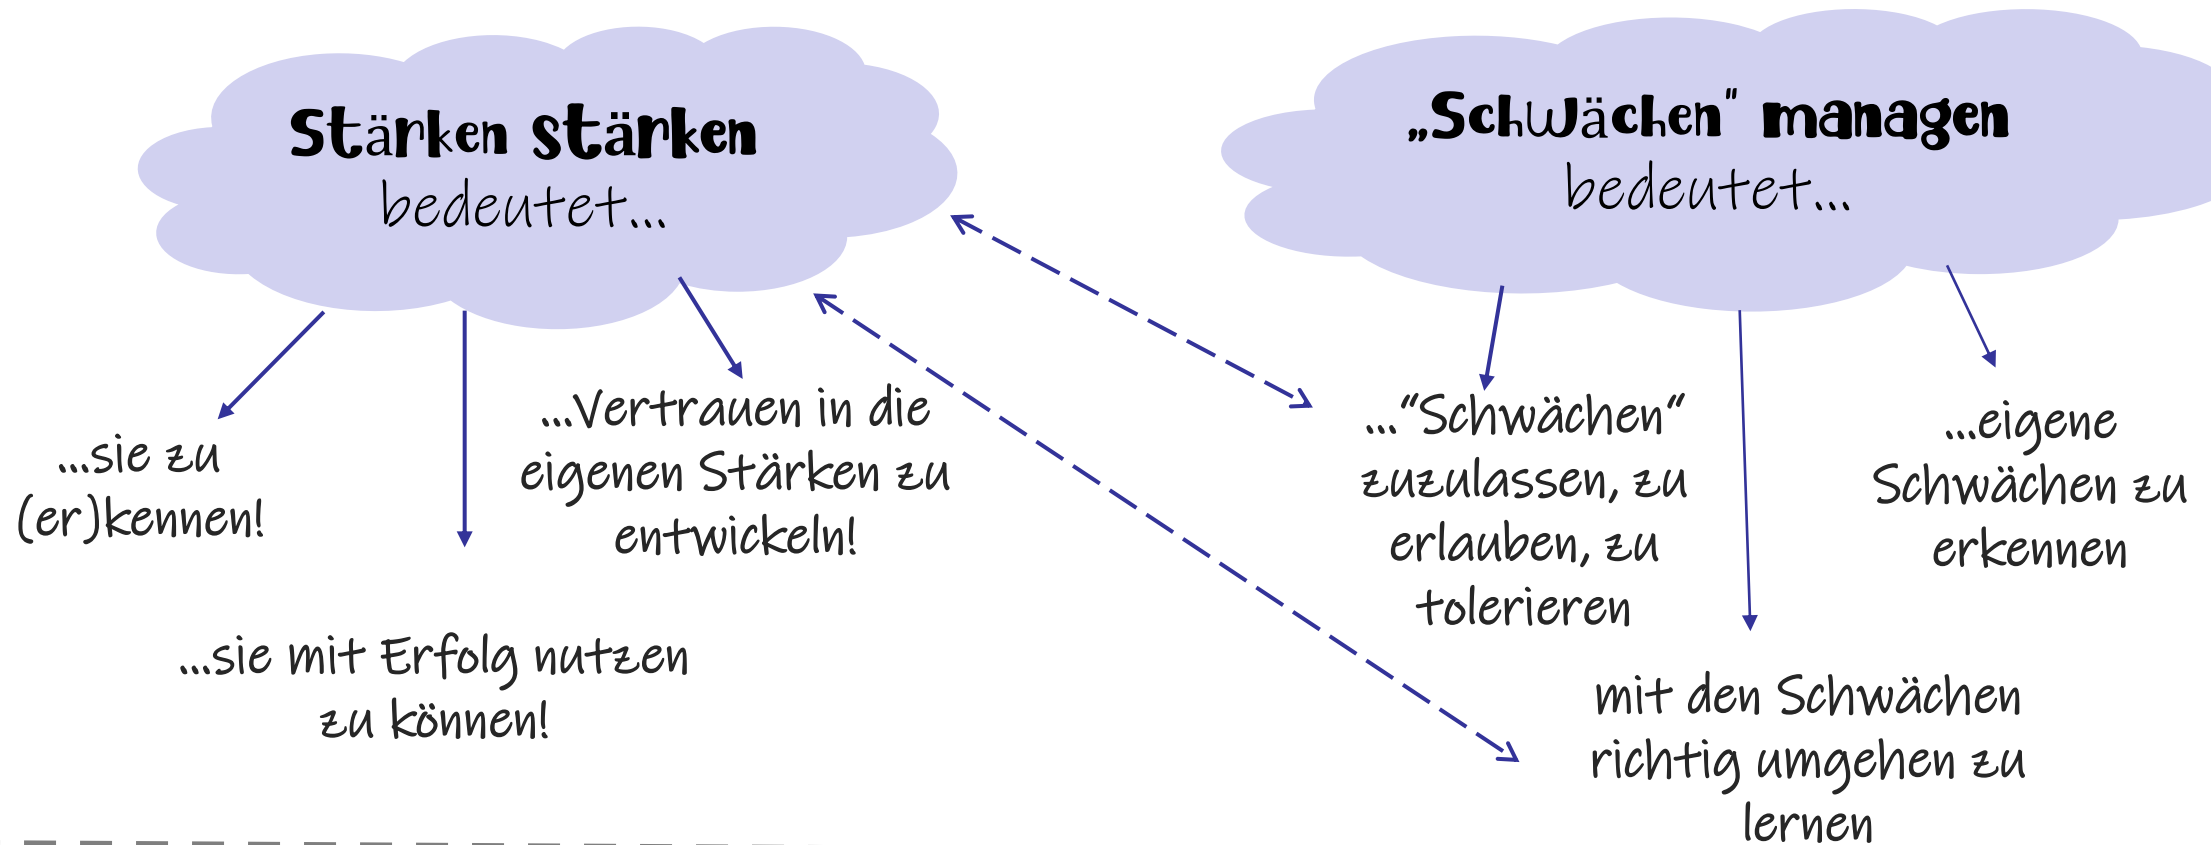 Stärken stärken
bedeutet...
...sie zu
(er)kennen!
...sie mit Erfolg nutzen
zu können!
...Vertrauen in die
eigenen Stärken zu
entwickeln!
„Schwächen" managen
bedeutet...
..."Schwächen“
zuzulassen, zu
erlauben, zu
tolerieren
mit den Schwächen
richtig umgehen zu
lernen
...eigene
Schwächen zu
erkennen